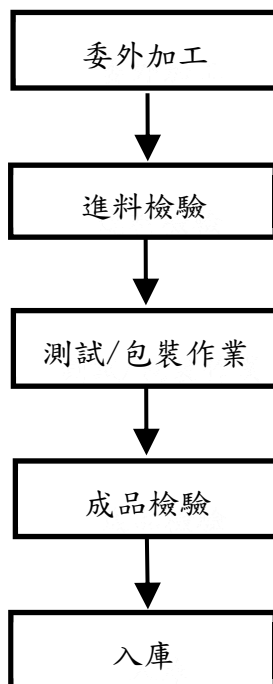 委外加工
進料檢驗
測試/包裝作業
成品檢驗
入庫